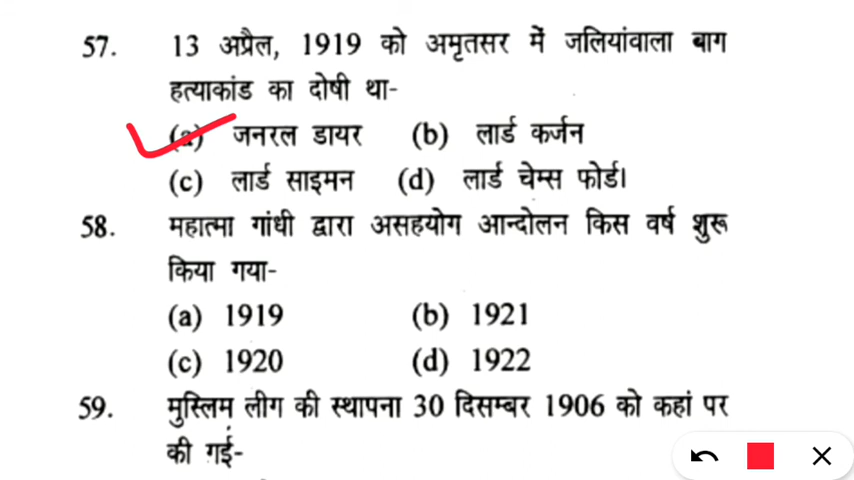 57. 13 अप्रैल, 1919 को अमृतसर में जलियांवाला बाग
हत्याकांड का दोषी था-
(a) जनरल डायर (b) लार्ड कर्जन
(c) लार्ड साइमन (d) लार्ड चेम्स फोर्ड।
58. महात्मा गांधी द्वारा असहयोग आन्दोलन किस वर्ष शुरू
किया गया-
(a) 1919 (b) 1921
(c) 1920 (d) 1922
59. मुस्लिम लीग की स्थापना 30 दिसम्बर 1906 को कहां पर
की गई-